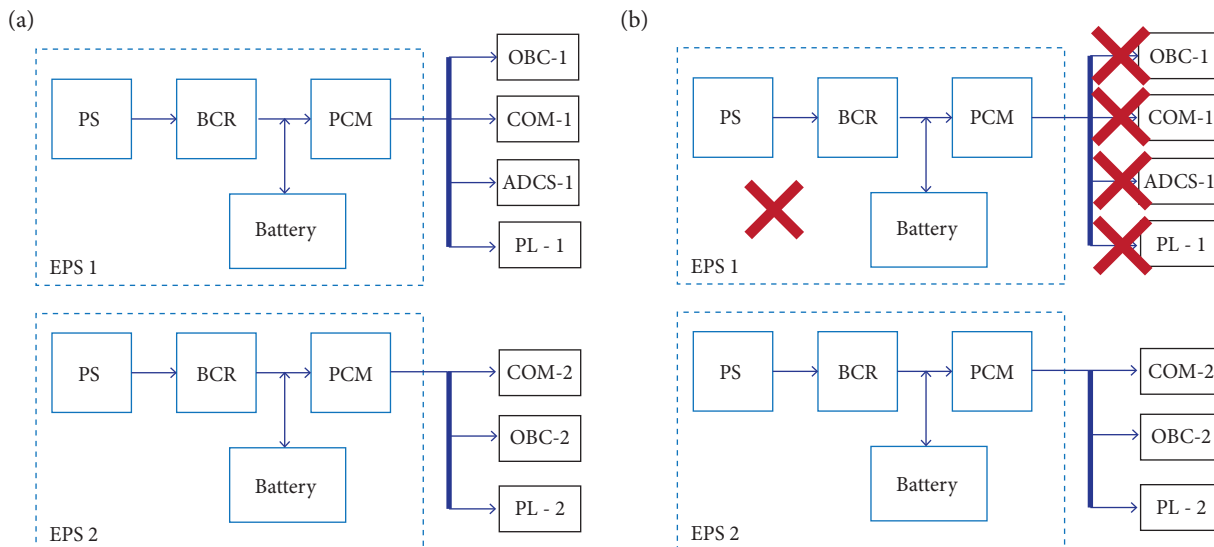 (a)
OBC-1
PS
BCR
PCM
COM-1
ADCS-1
Battery
PL - 1
EPS 1
PS
BCR
PCM
COM-2
OBC-2
Battery
PL - 2
EPS 2
(b)
OBC-1
PS
BCR
PCM
COM-1
ADCS-1
Battery
PL - 1
EPS 1
PS
BCR
PCM
COM-2
OBC-2
Battery
PL - 2
EPS 2